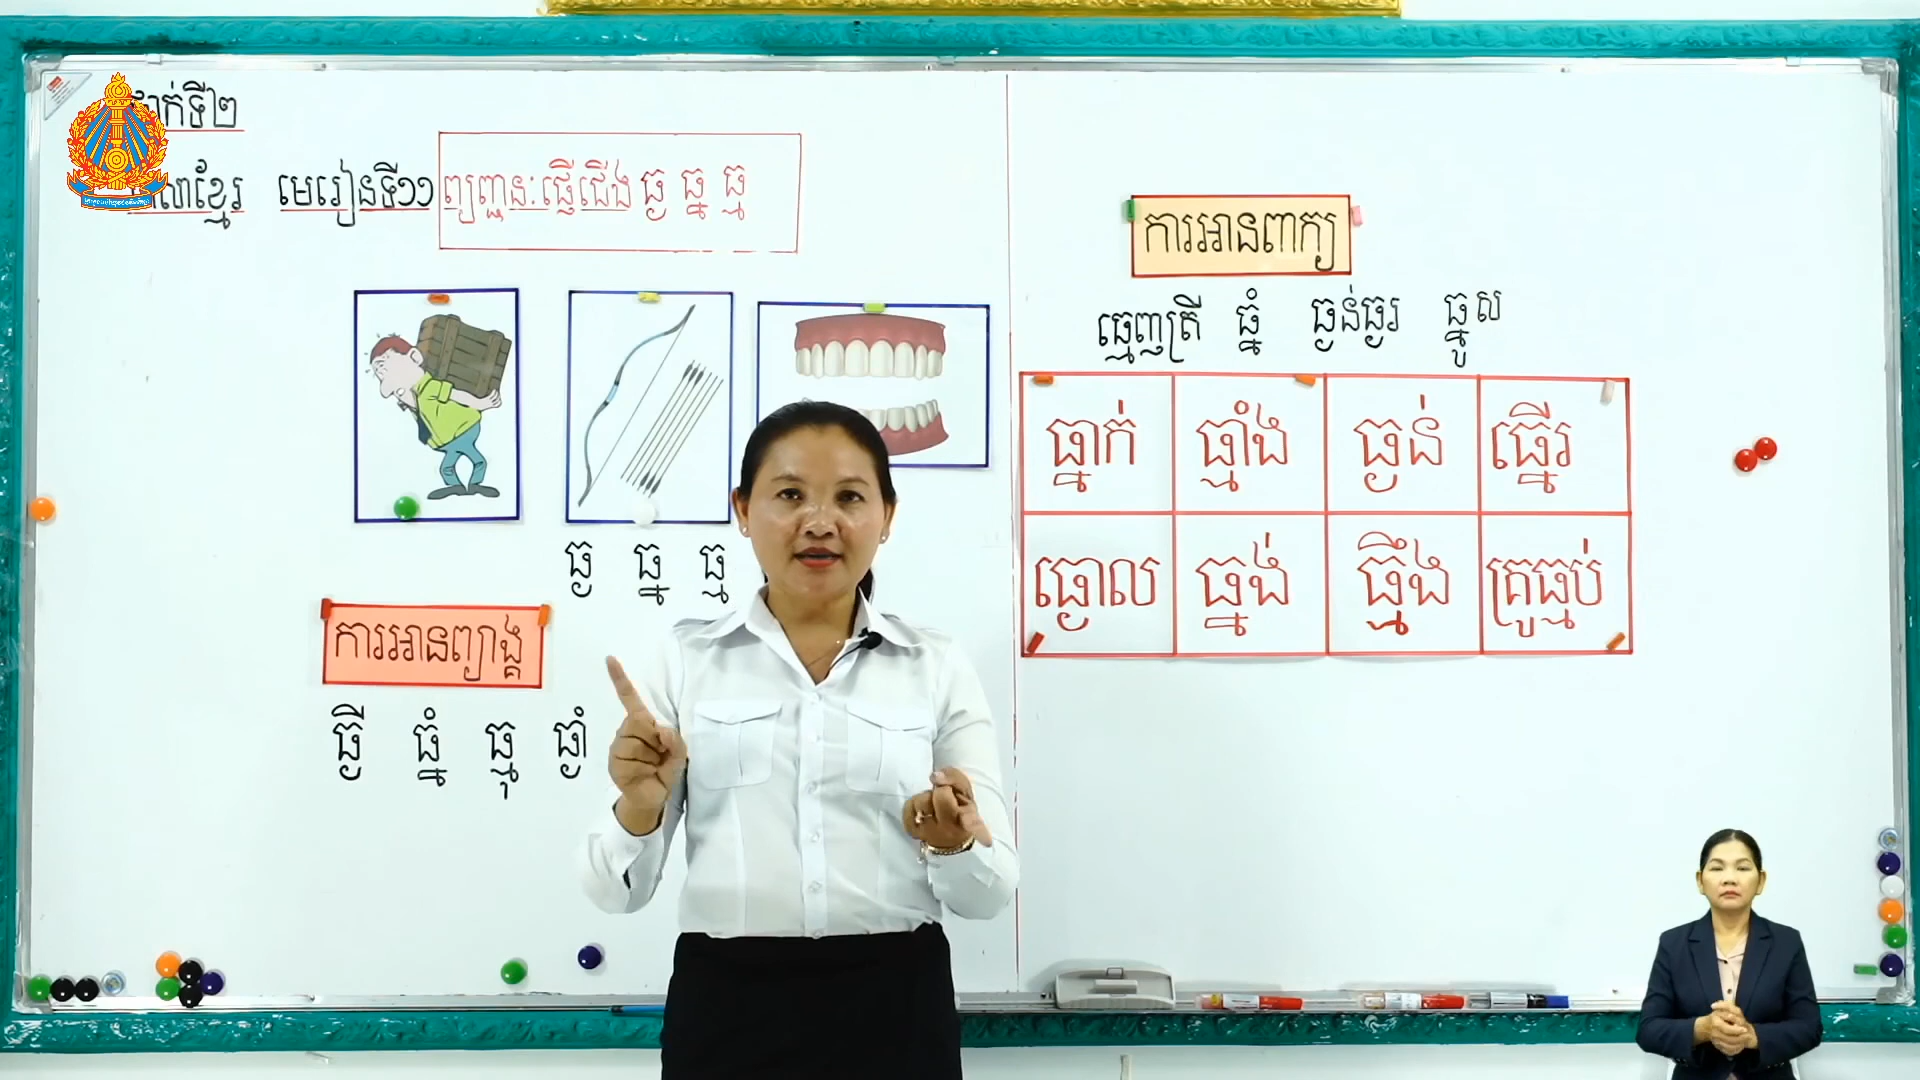 ថ្នាក់ទី២
ភាសាខ្មែរ មេរៀនទី១១ ព្យញ្ជនៈផ្ញើជើង ធ្ង ធ្ន ធ្ម
ធ្ង ធ្ន ធ្ម
ការអានព្យាង្គ
ធ្ងី ធ្នំ ធ្មុ ធ្ងាំ
ការអានពាក្យ
ធ្មេញត្រី ធ្នំ ធ្ងន់ធ្ងរ ធ្នូស
ធ្នាក់ ធ្មាំង ធ្ងន់ ធ្នើរ
ធ្ងោល ធ្នង់ ធ្មឹង គ្រូធ្មប់